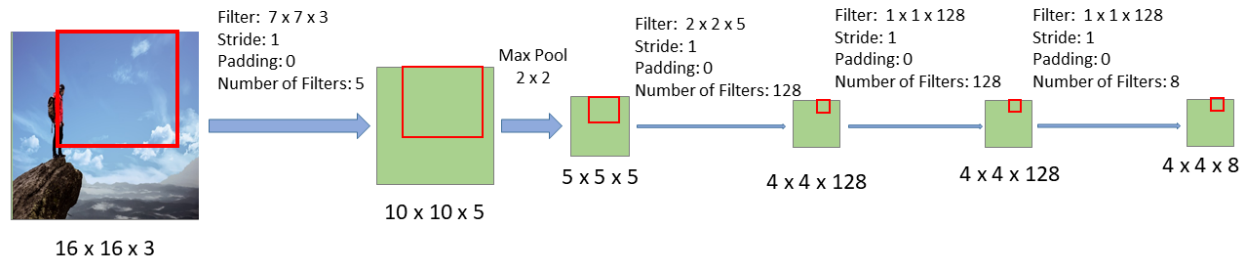 Filter: 7 x 7 x 3
Stride: 1
Padding: 0
Number of Filters: 5
Max Pool
2 x 2
Filter: 2 x 2 x 5
Stride: 1
Padding: 0
Number of Filters: 128
Filter: 1 x 1 x 128
Stride: 1
Padding: 0
Number of Filters: 128
Filter: 1 x 1 x 128
Stride: 1
Padding: 0
Number of Filters: 8
16 x 16 x 3
10 x 10 x 5
5 x 5 x 5
4 x 4 x 128
4 x 4 x 128
4 x 4 x 8